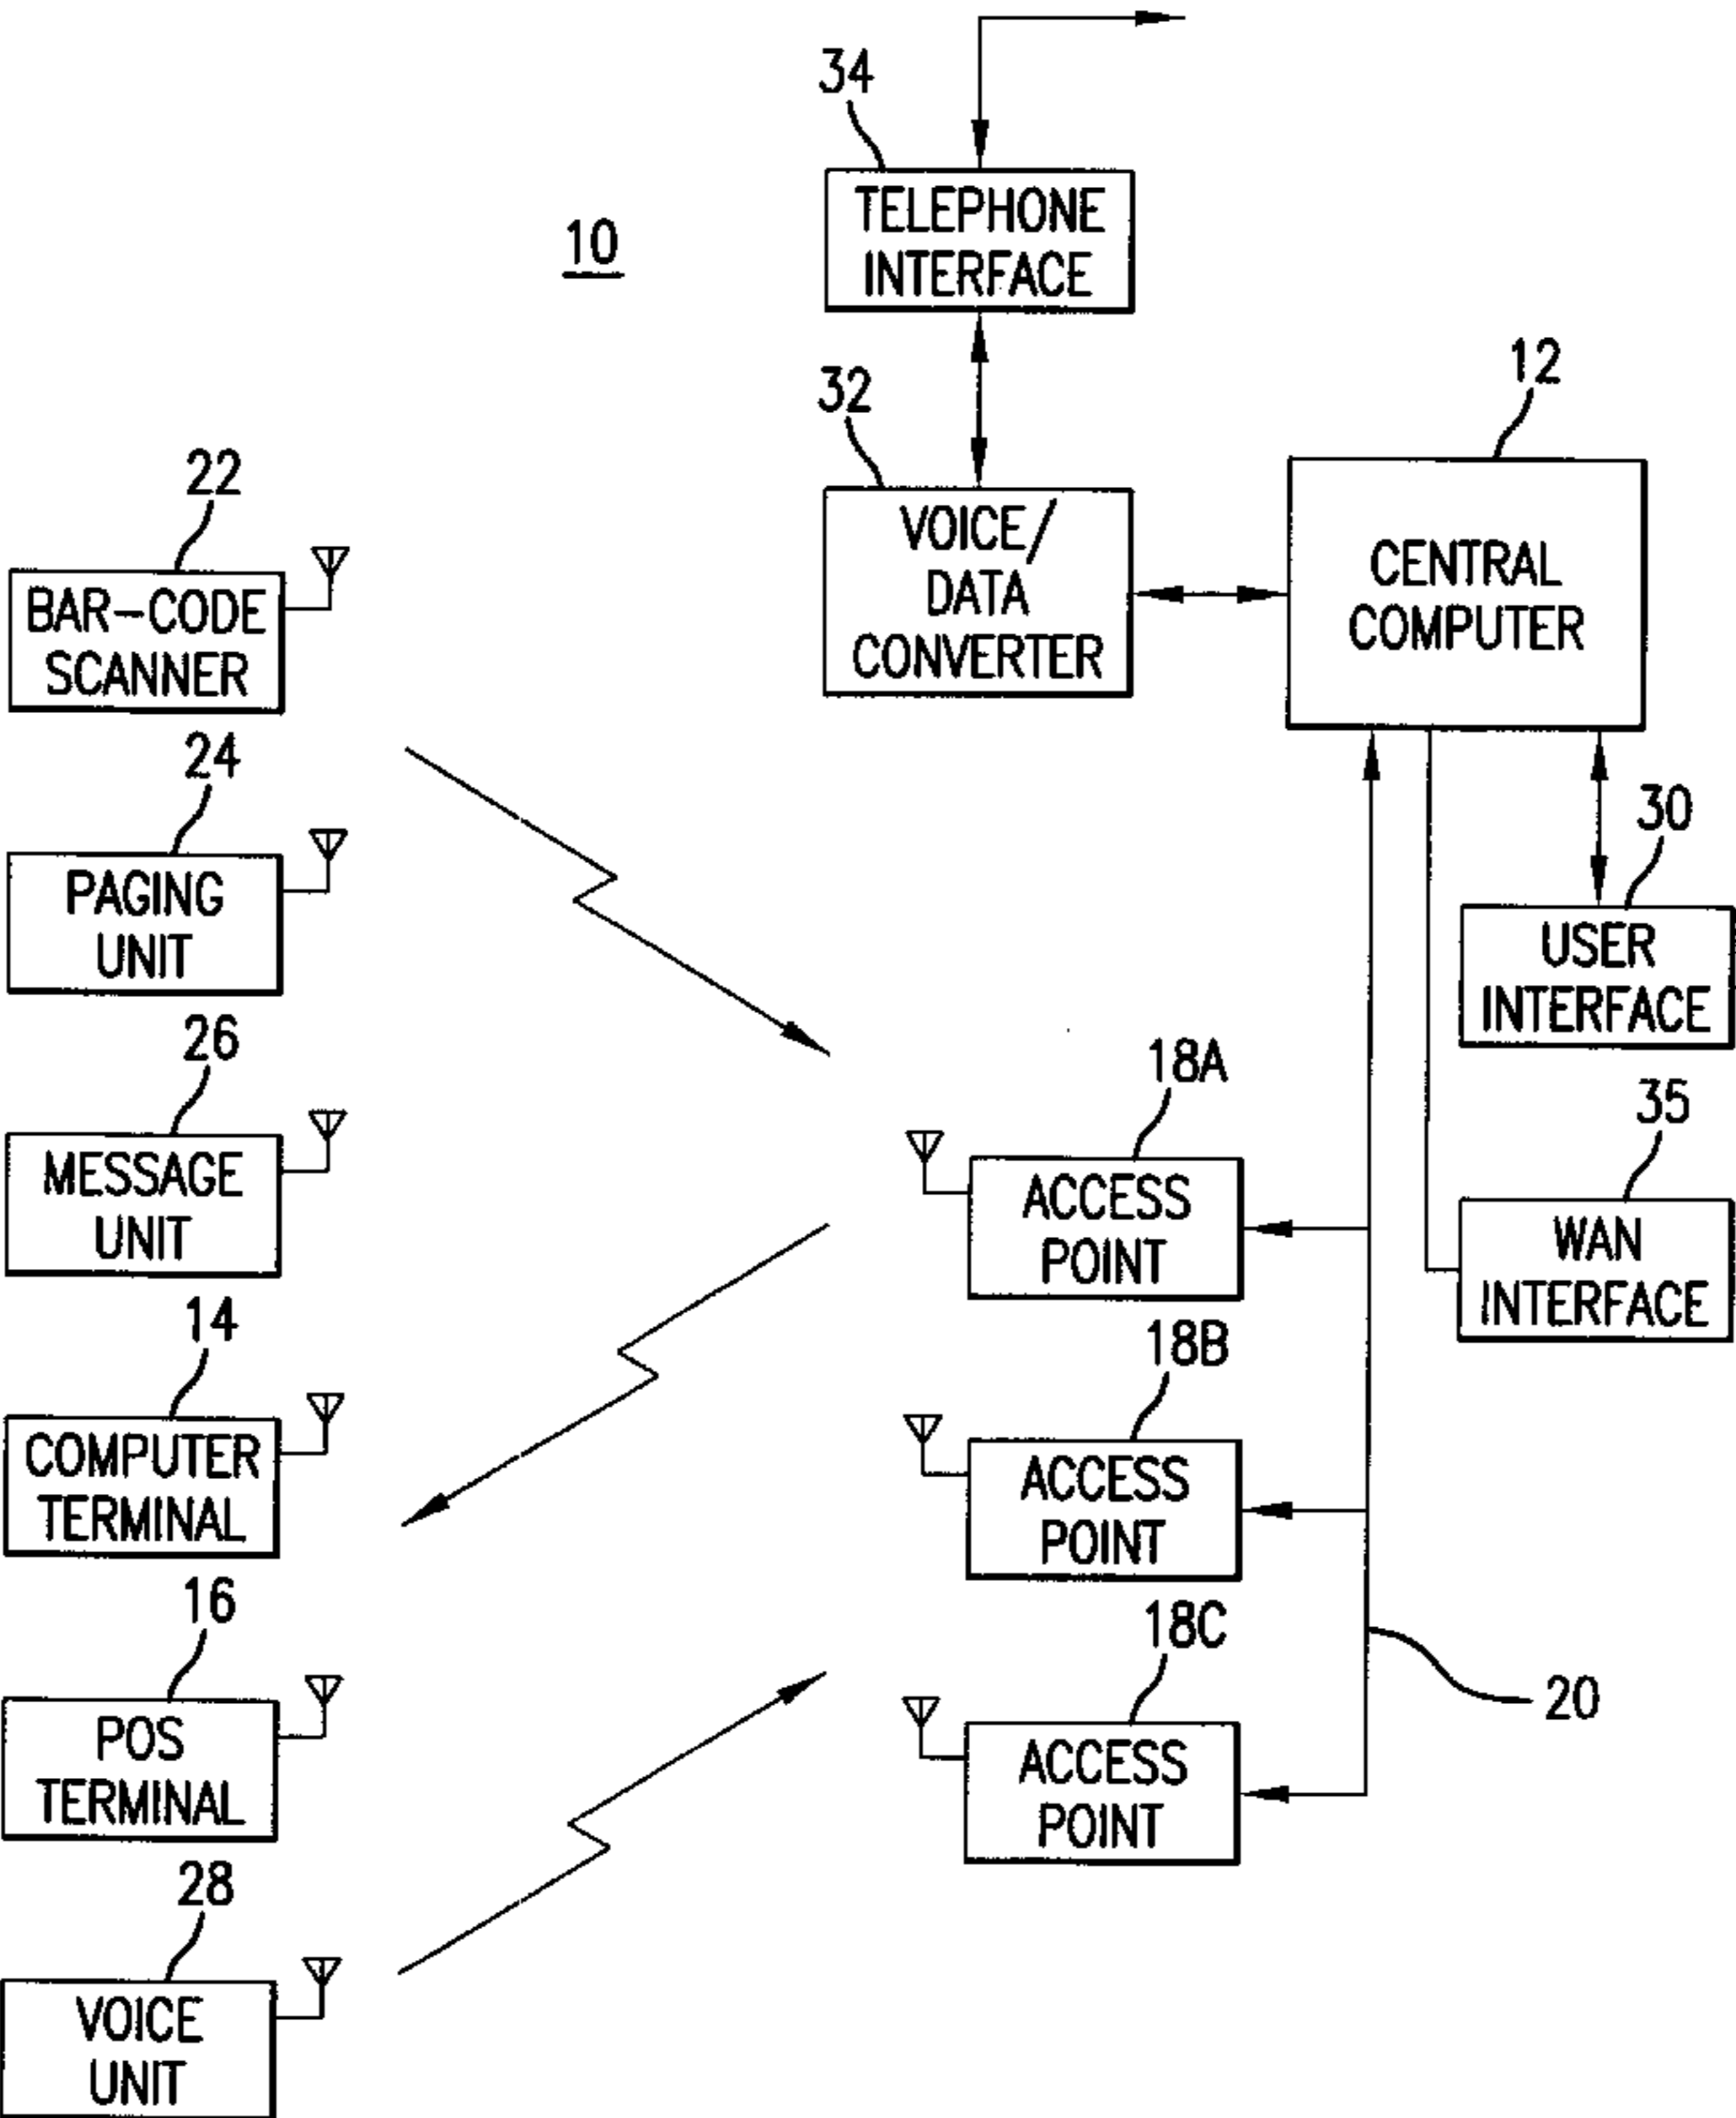 34
TELEPHONE
INTERFACE
10
32
VOICE/
DATA
CONVERTER
12
CENTRAL
COMPUTER
22
BAR-CODE
SCANNER
24
PAGING
UNIT
26
MESSAGE
UNIT
14
COMPUTER
TERMINAL
16
POS
TERMINAL
28
VOICE
UNIT
30
USER
INTERFACE
35
WAN
INTERFACE
18A
ACCESS
POINT
18B
ACCESS
POINT
18C
ACCESS
POINT
20